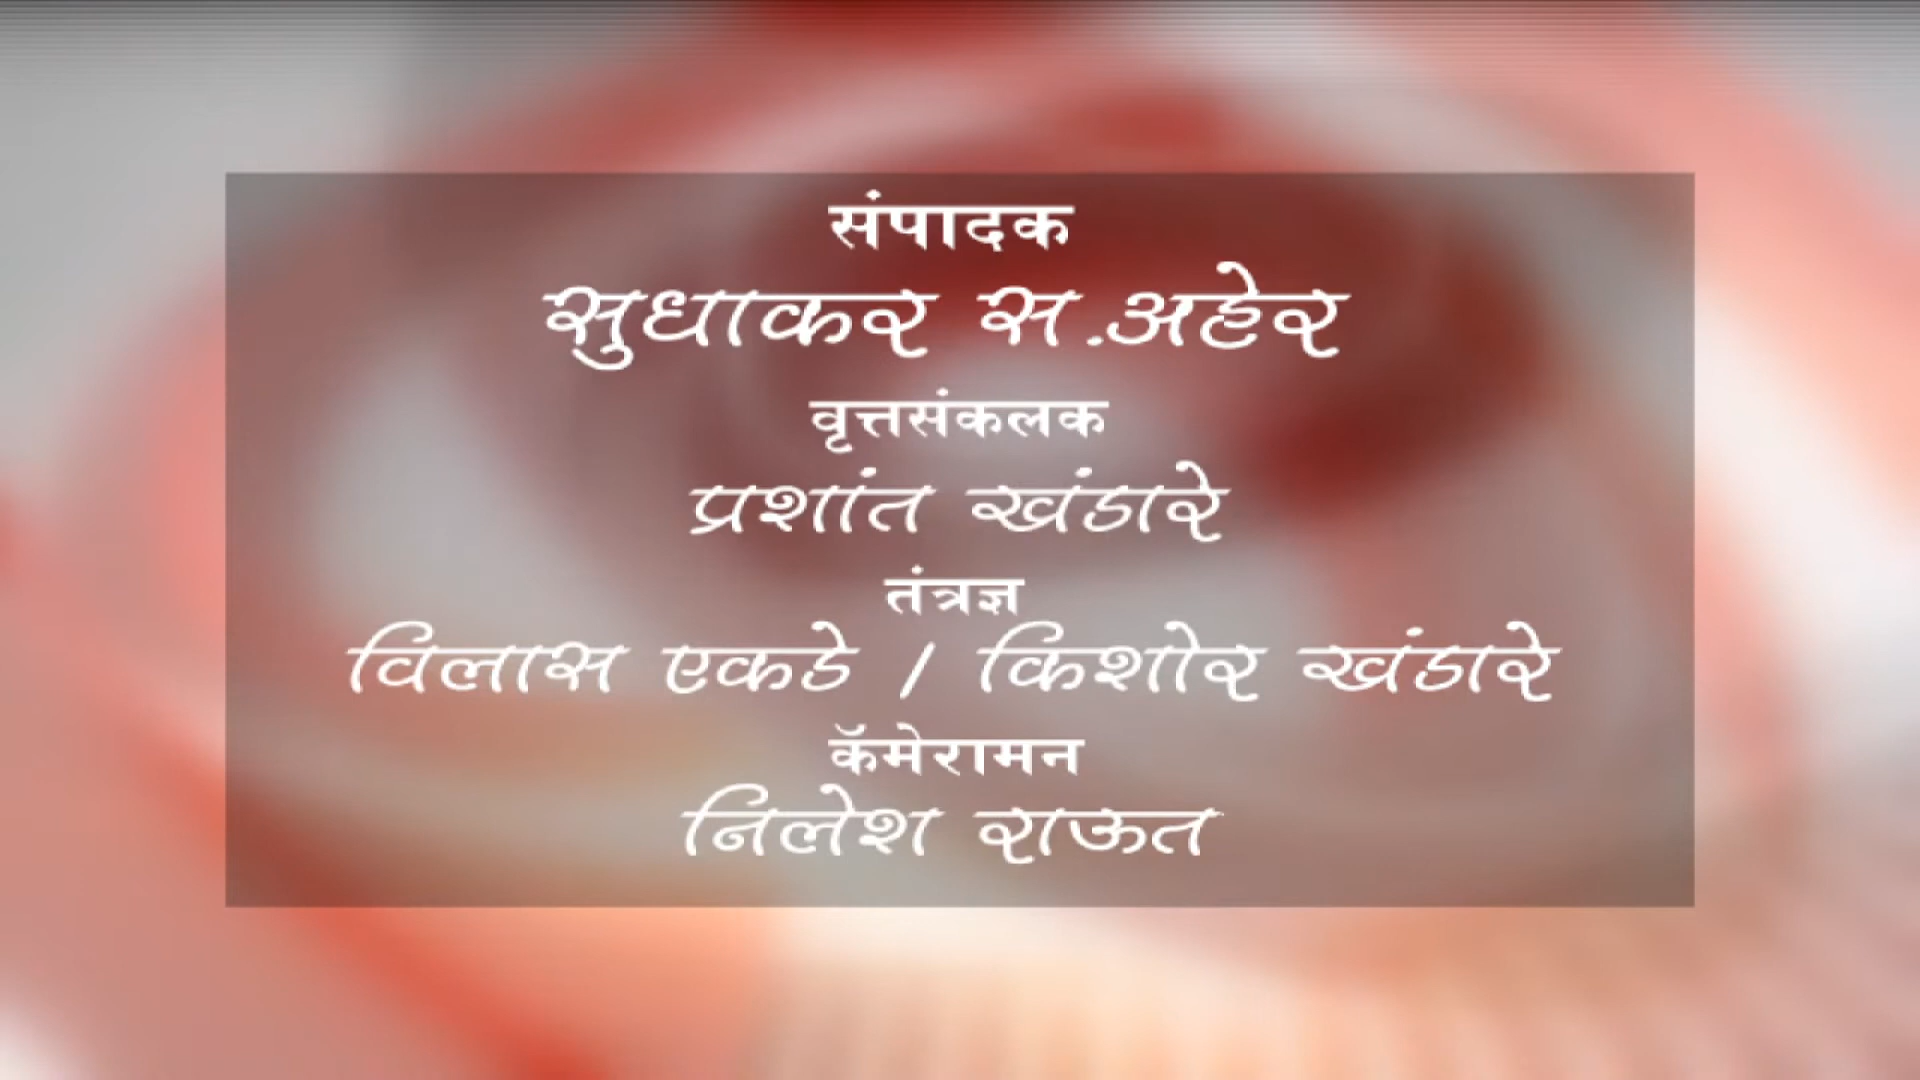 संपादक
सुधाकर स.अहेर
वृत्तसंकलक
प्रशांत खंडारे
तंत्रज्ञ
विलास एकडे / किशोर खंडारे
कॅमेरामन
निलेश राऊत